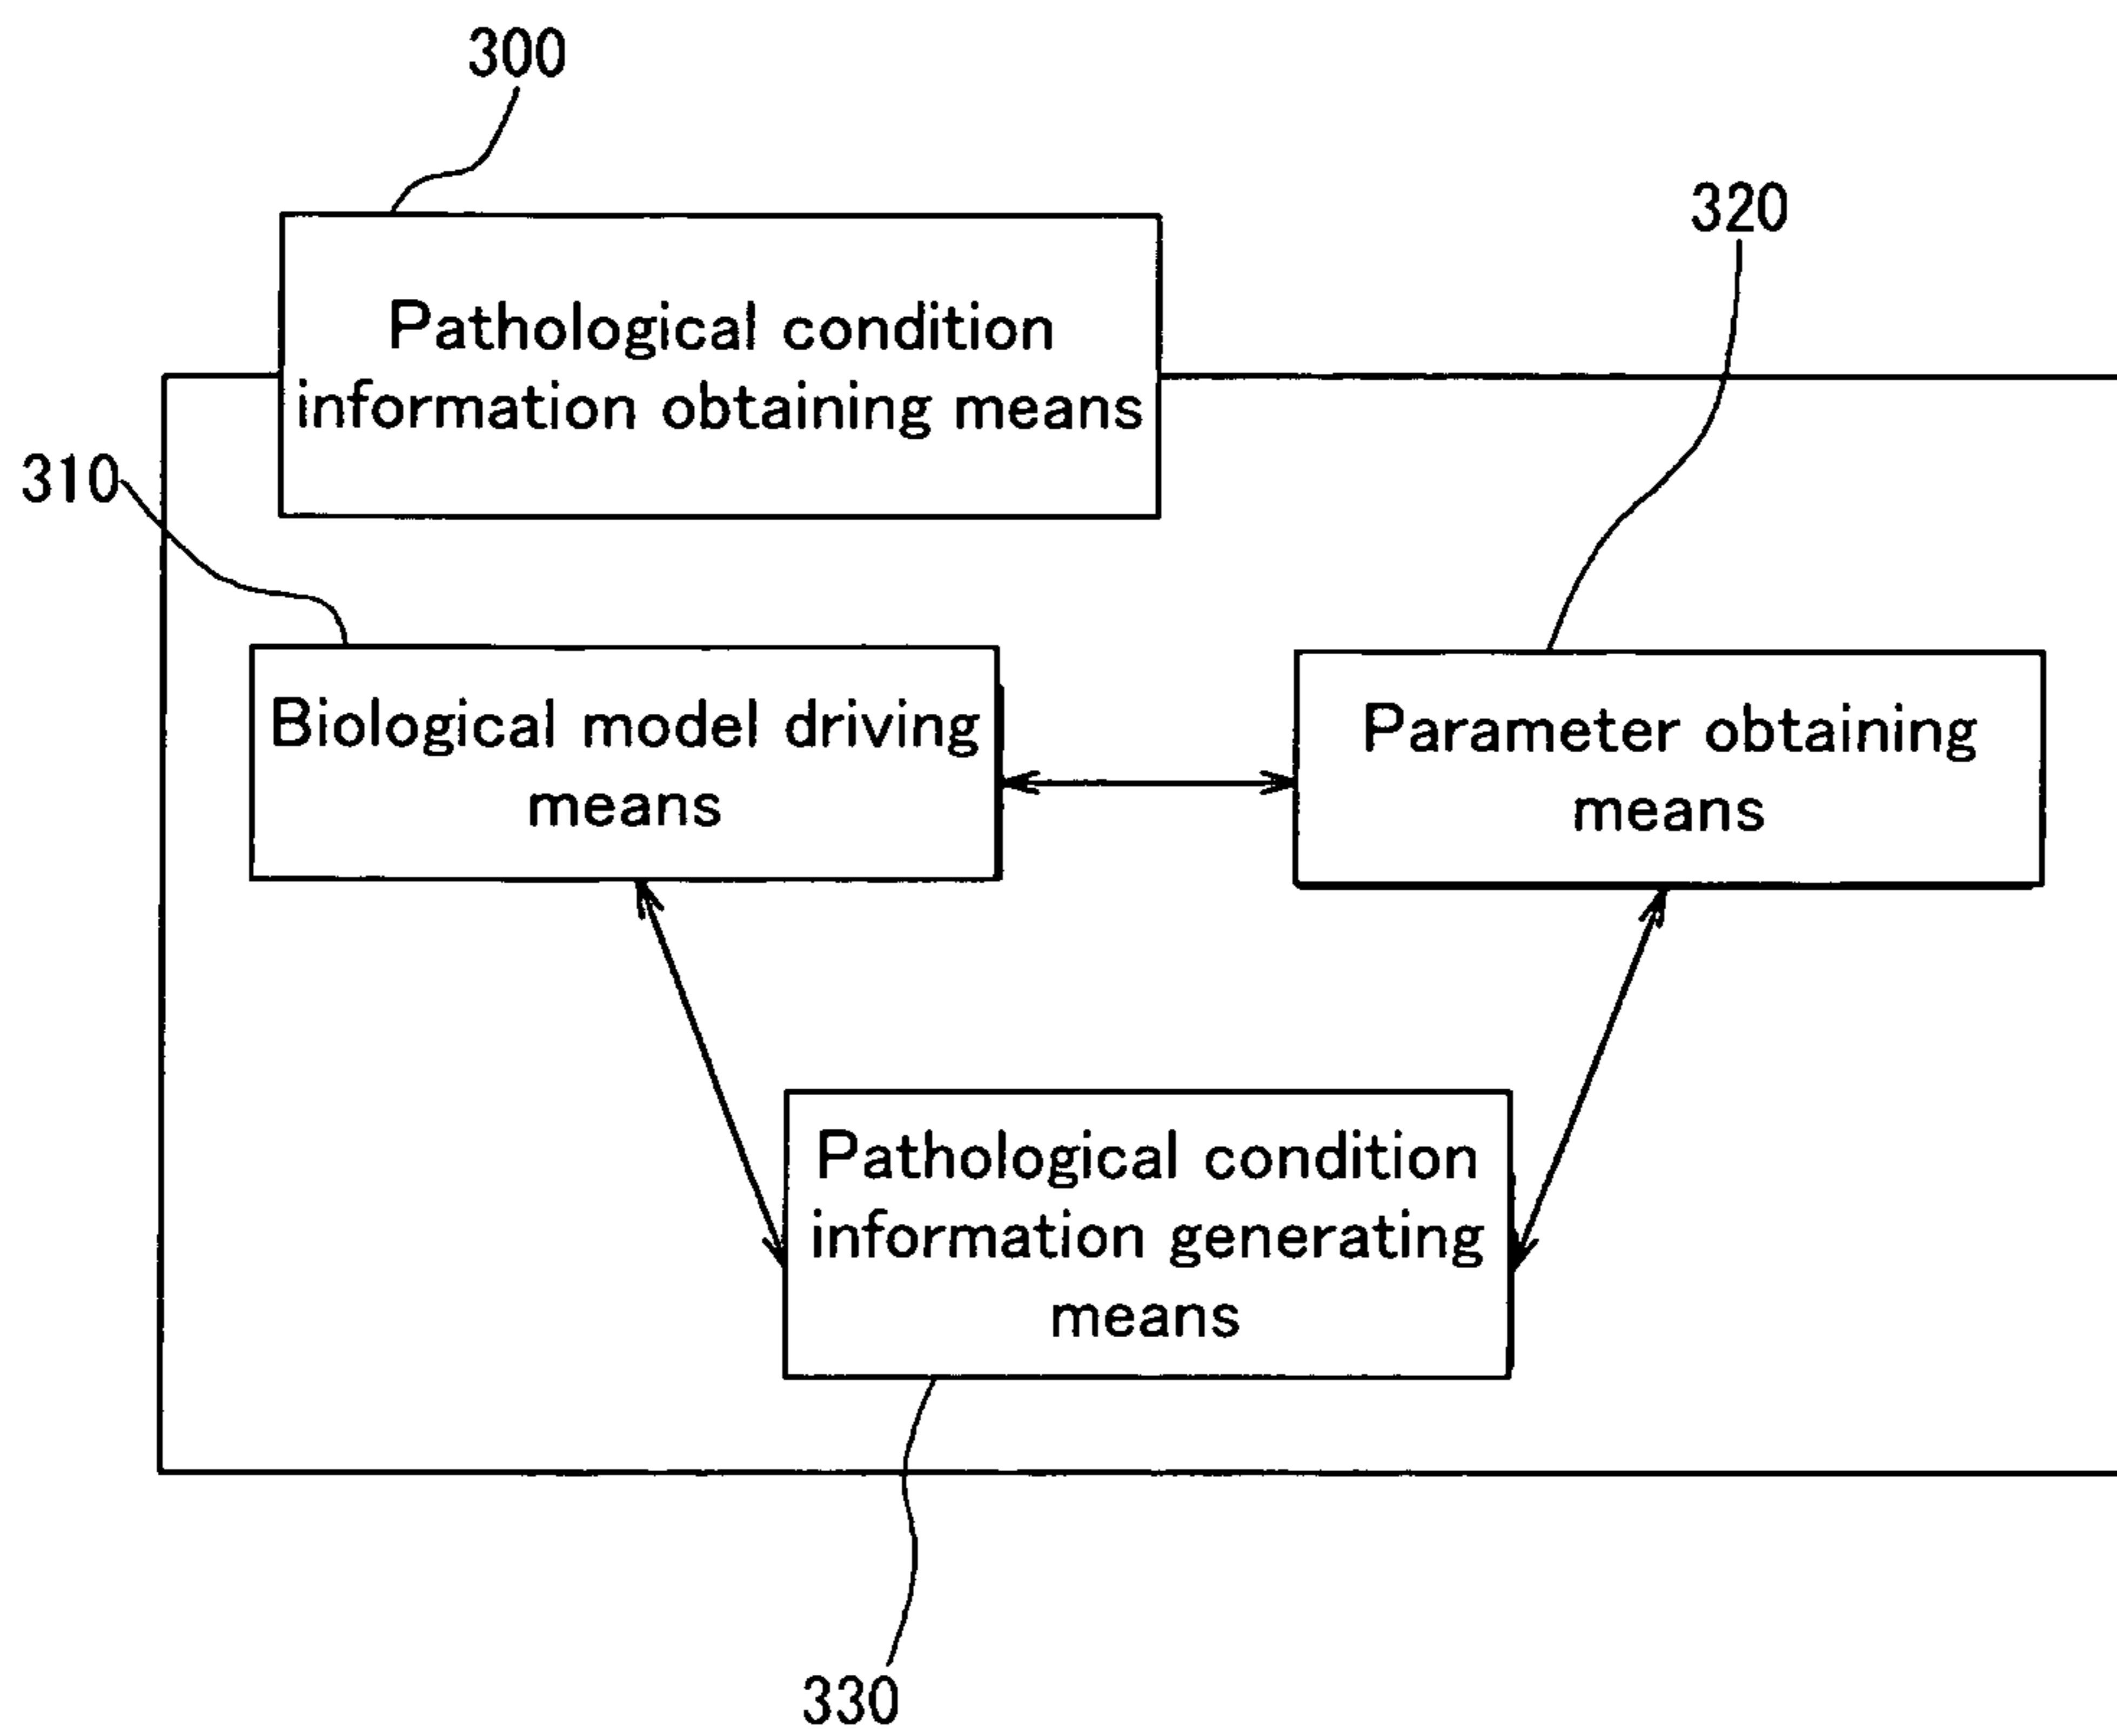 300
320
Pathological condition
information obtaining means
310
Biological model driving
means
Parameter obtaining
means
Pathological condition
information generating
means
330